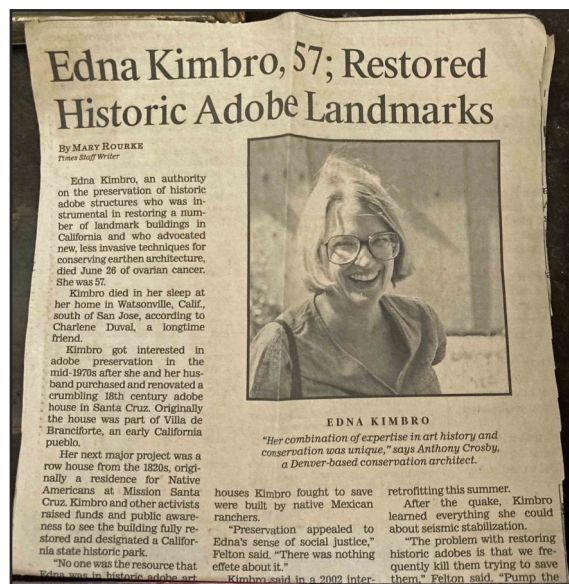 Edna Kimbro, 57; Restored
Historic Adobe Landmarks
By MARY ROURKE
Times Staff Writer
Edna Kimbro, an authority
on the preservation of historic
adobe structures who was in-
strumental in restoring a num-
ber of landmark buildings in
California and who advocated
new, less invasive techniques for
conserving earthen architecture,
died June 26 of ovarian cancer.
She was 57.
Kimbro died in her sleep at
her home in Watsonville, Calif.,
south of San Jose, according to
Charlene Duval, a longtime
friend.
Kimbro got interested in
adobe preservation in the
mid-1970s after she and her hus-
band purchased and renovated a
crumbling 18th century adobe
house in Santa Cruz. Originally
the house was part of Villa de
Branciforte, an early California
pueblo.
Her next major project was a
row house from the 1820s, origi-
nally a residence for Native
Americans at Mission Santa
Cruz. Kimbro and other activists
raised funds and public aware-
ness to see the building fully re-
stored and designated a Califor-
nia state historic park.
"No one was the resource that
Edna was in historic adobe art
EDNA KIMBRO
"Her combination of expertise in art history and
conservation was unique," says Anthony Crosby,
a Denver-based conservation architect.
houses Kimbro fought to save
were built by native Mexican
ranchers.
"Preservation appealed to
Edna's sense of social justice,"
Felton said. "There was nothing
effete about it."
Kimbro said in a 2002 inter-
retrofitting this summer.
After the quake, Kimbro
learned everything she could
about seismic stabilization.
"The problem with restoring
historic adobes is that we fre-
quently kill them trying to save
them," Felton said. "Pump the